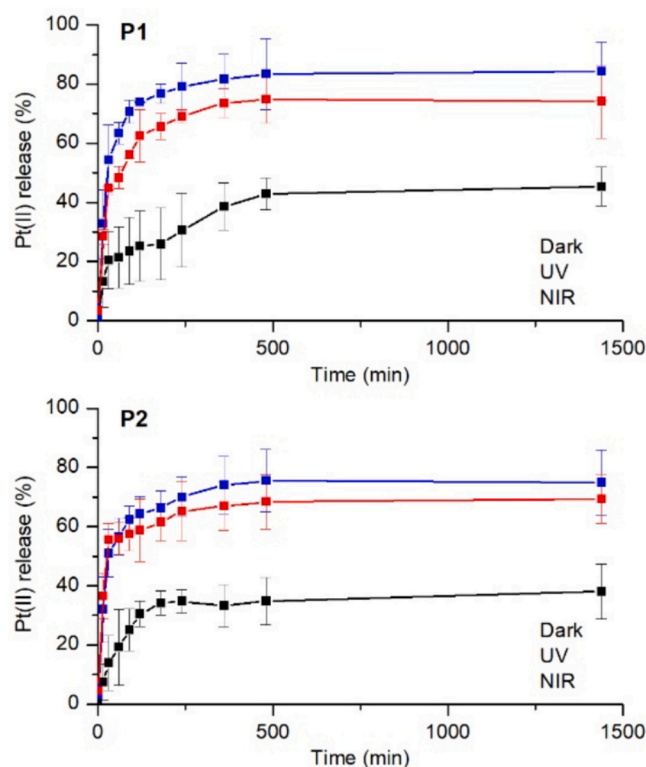 P1
Pt(II) release (%)
100
80
60
40
20
0
Dark
UV
NIR
0
500
1000
1500
Time (min)
P2
Pt(II) release (%)
100
80
60
40
20
0
Dark
UV
NIR
0
500
1000
1500
Time (min)